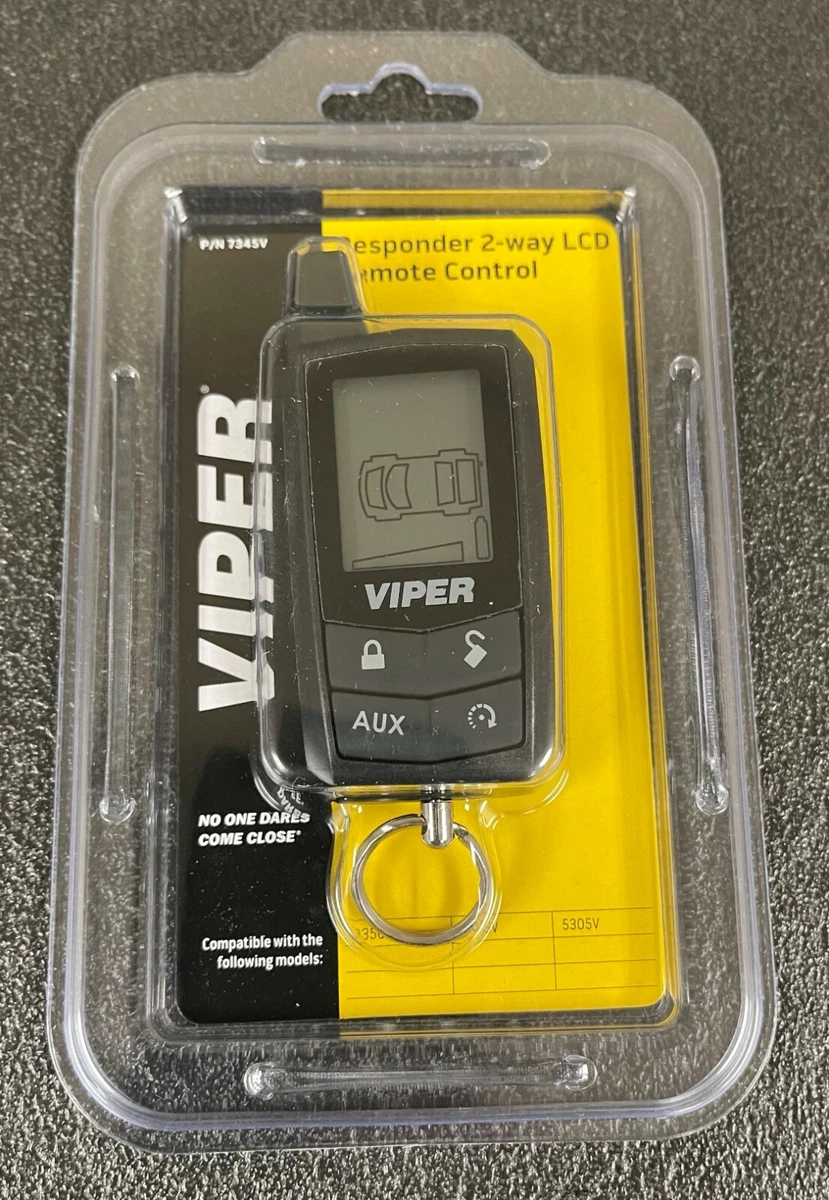 P/N 7345V
Responder 2-way LCD
Remote Control
VIPER®
VIPER
AUX
NO ONE DARES
COME CLOSE®
Compatible with the
following models:
5305V